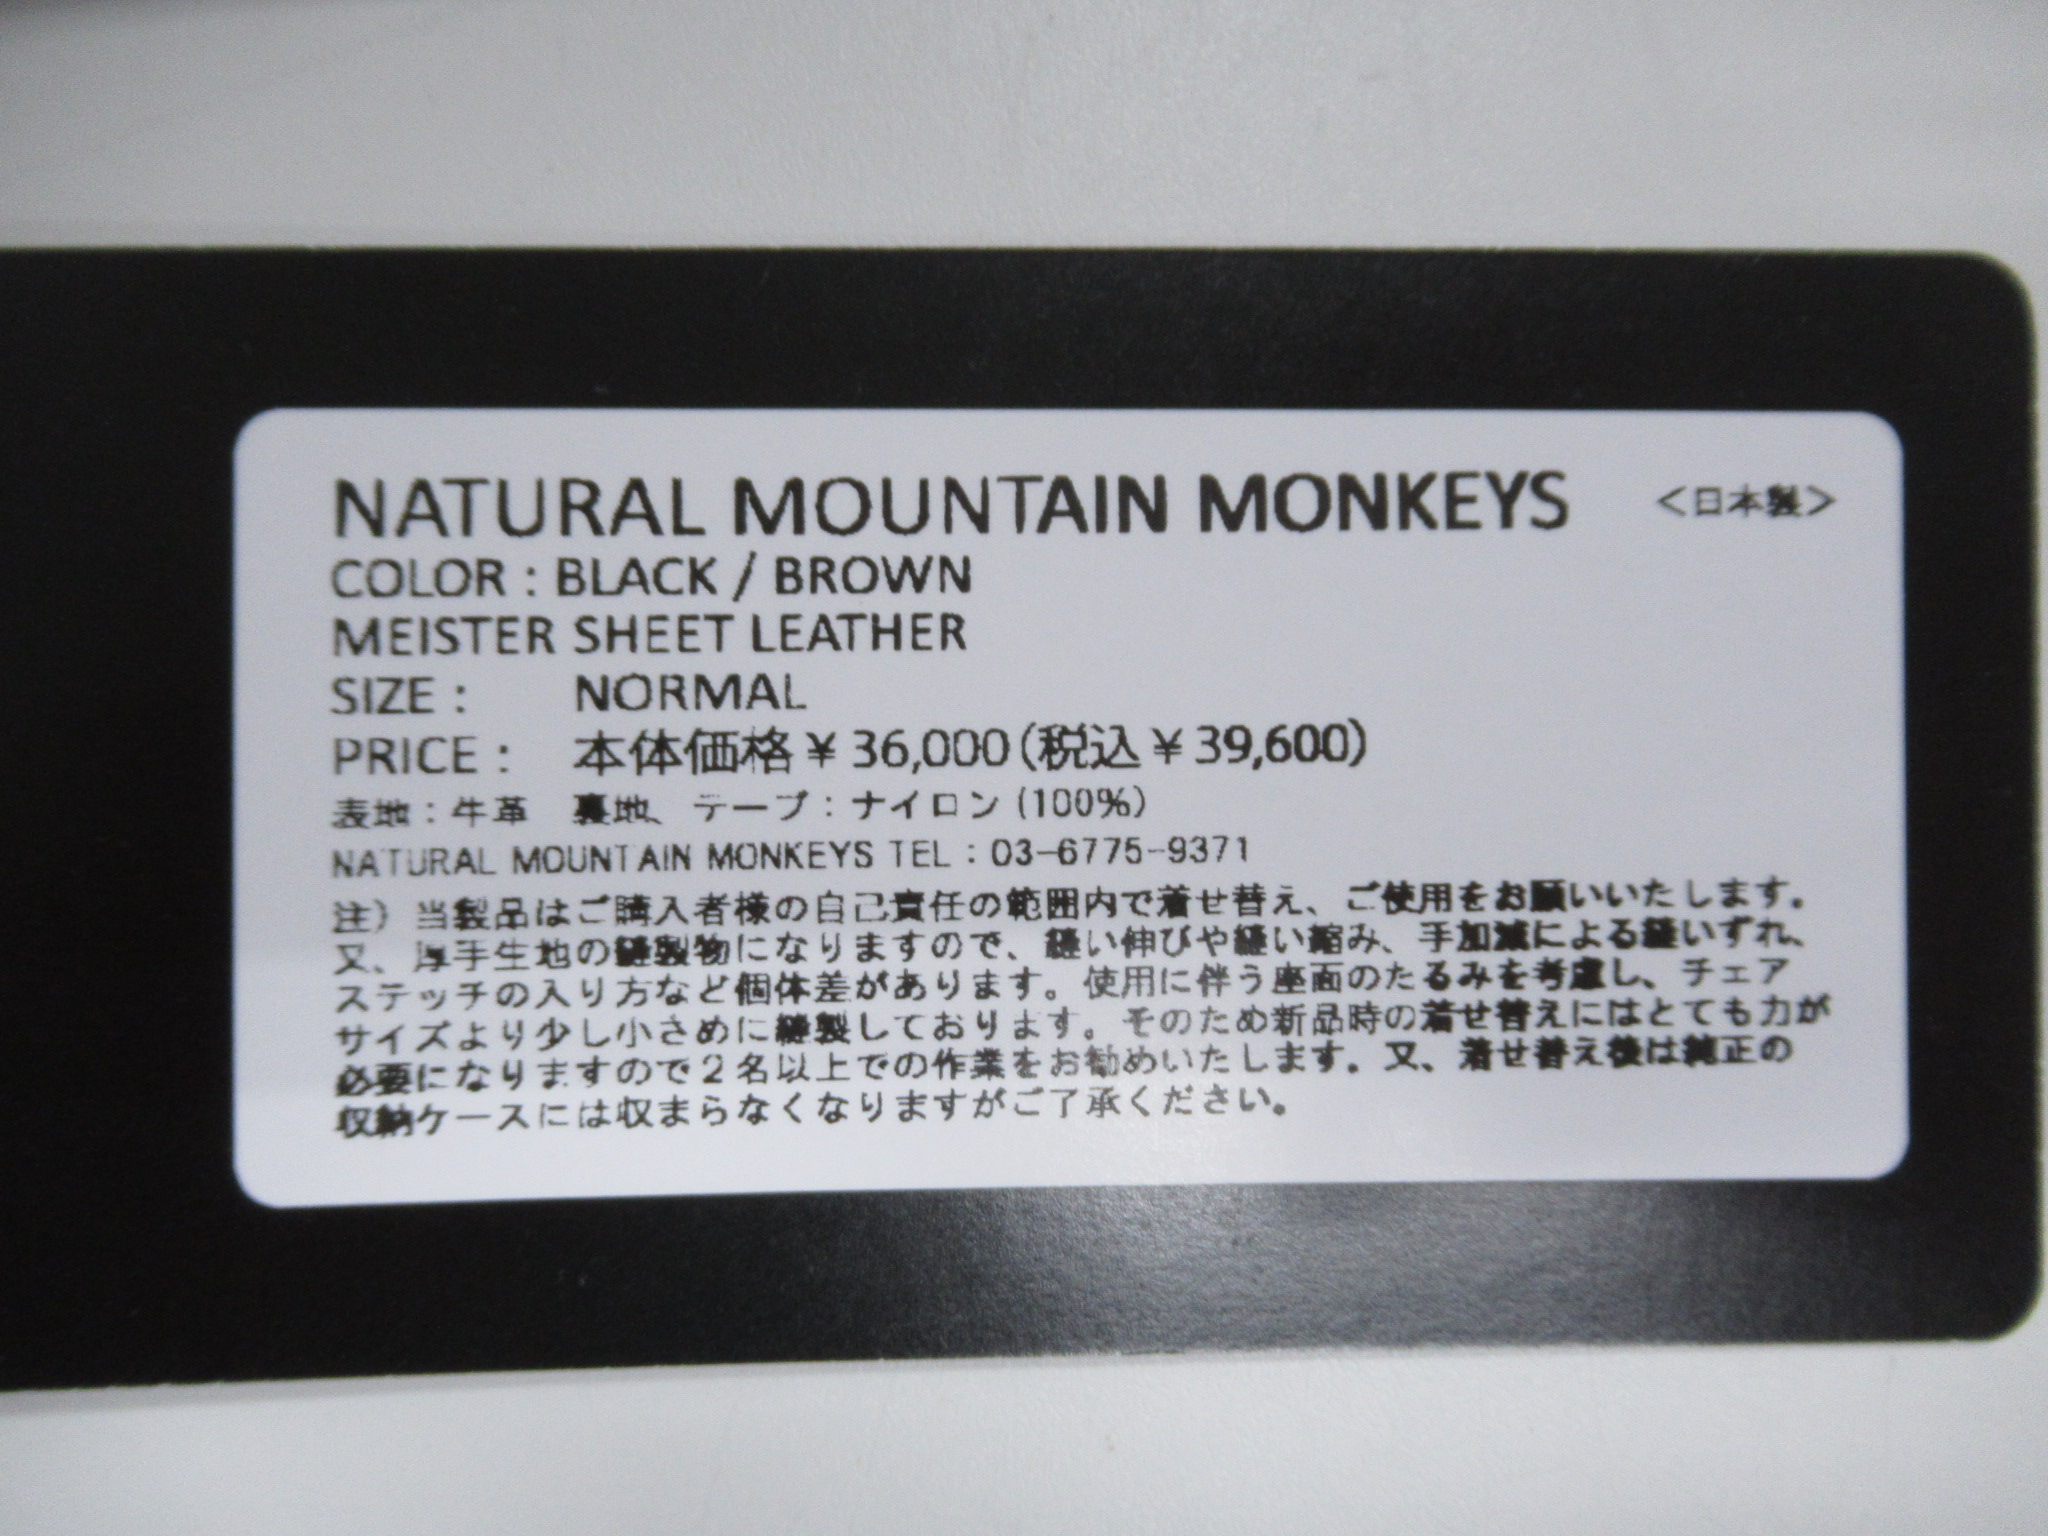 NATURAL MOUNTAIN MONKEYS <日本製>
COLOR : BLACK / BROWN
MEISTER SHEET LEATHER
SIZE : NORMAL
PRICE : 本体価格￥36,000(税込￥39,600)
表地：牛革 裏地、テープ：ナイロン(100%)
NATURAL MOUNTAIN MONKEYS TEL：03-6775-9371
注）当製品はご購入者様の自己責任の範囲内で着せ替え、ご使用をお願いいたします。
又、厚手生地の縫製物になりますので、縫い伸びや縫い縮み、手加減による縫いずれ、
ステッチの入り方など個体差があります。使用に伴う座面のたるみを考慮し、チェア
サイズより少し小さめに縫製しております。そのため新品時の着せ替えにはとても力が
必要になりますので２名以上での作業をお勧めいたします。又、着せ替え後は純正の
収納ケースには収まらなくなりますがご了承ください。